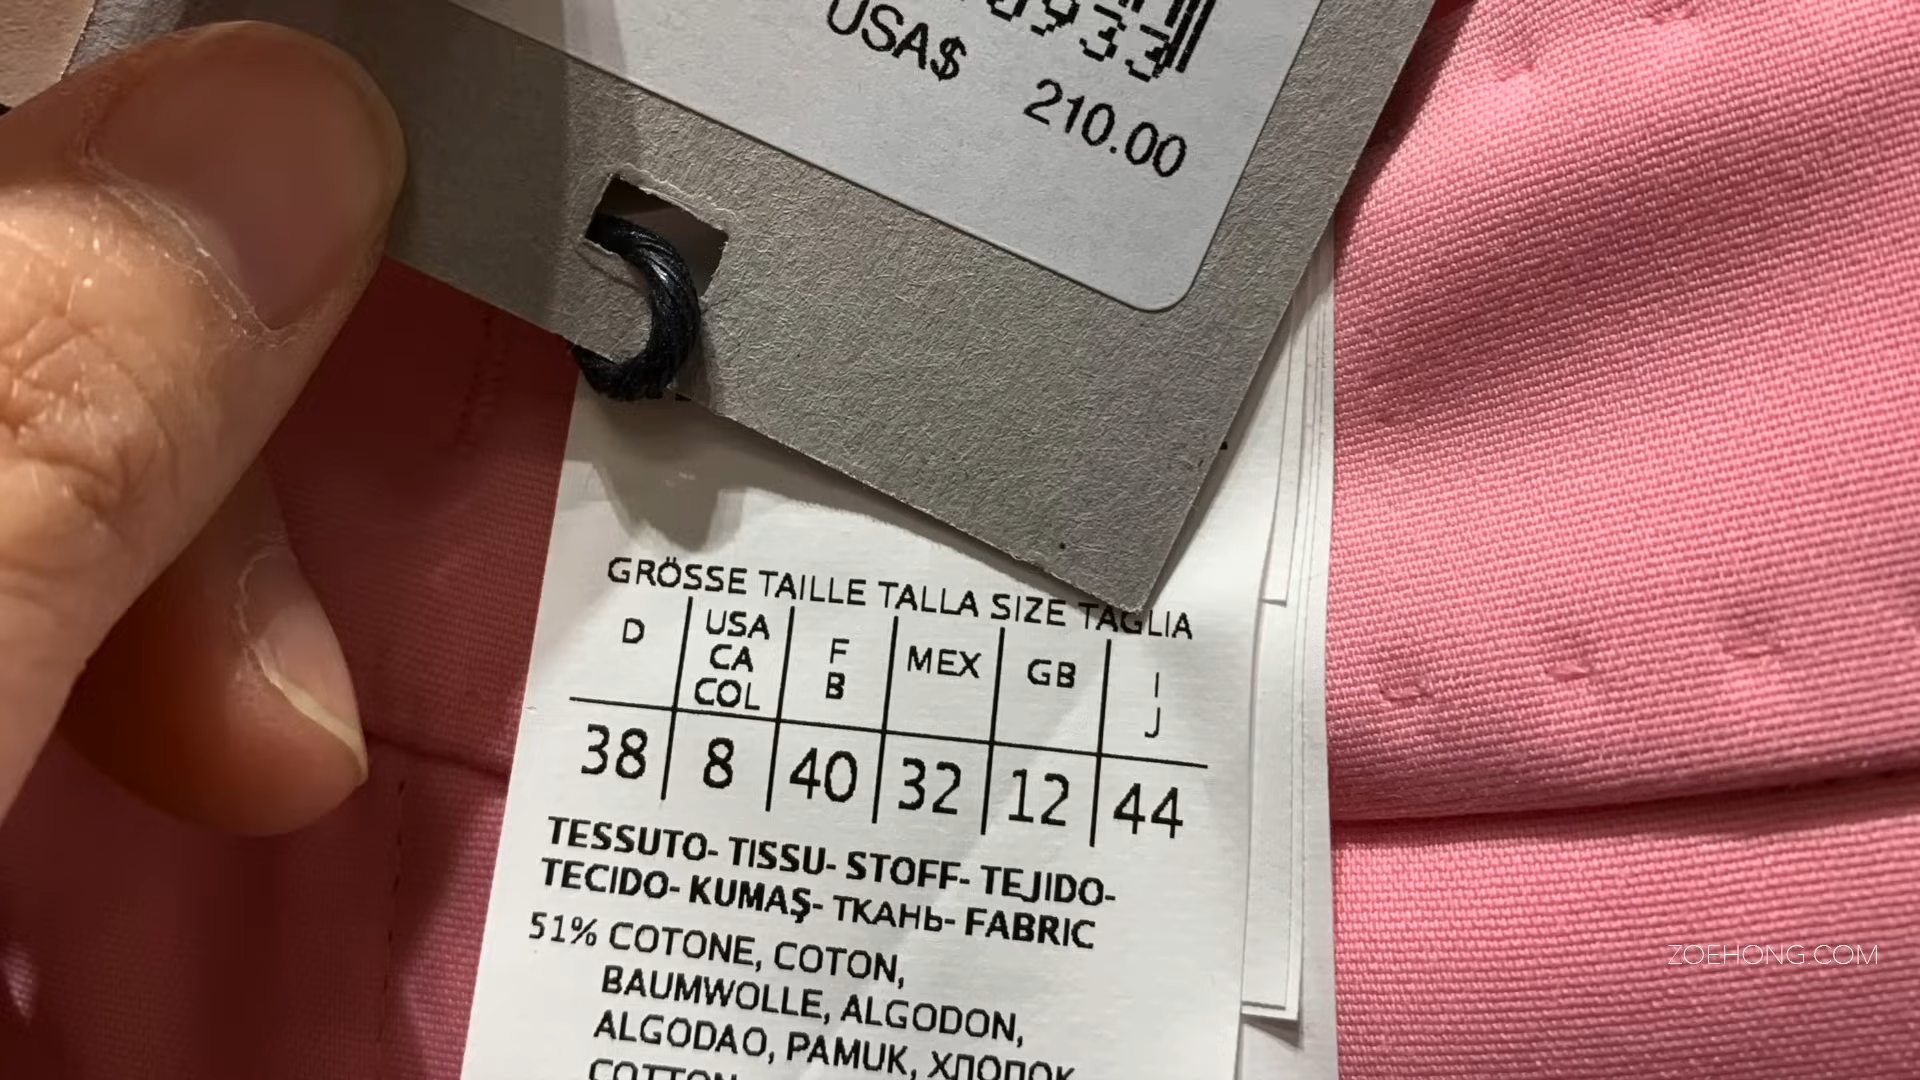 USA$ 210.00
GRÖSSE TAILLE TALLA SIZE TAGLIA
D USA CA COL F B MEX GB I J
38 8 40 32 12 44
TESSUTO- TISSU- STOFF- TEJIDO-
TECIDO- KUMAŞ- ТКАНЬ- FABRIC
51% COTONE, COTON,
BAUMWOLLE, ALGODON,
ALGODAO, PAMUK, ХЛОПОК
COTTON
ZOEHONG.COM